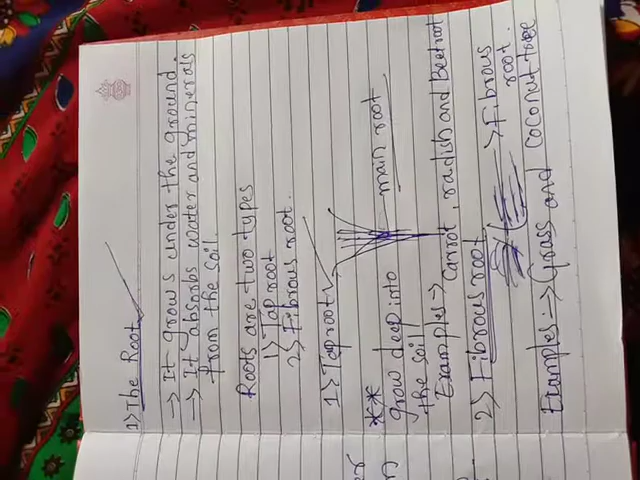 1> The Root
→ It grows under the ground.
→ It absorbs water and minerals
from the soil.
Roots are two types
1> Tap root
2> Fibrous root.
1> Tap root
main root
**
grow deep into
the soil
Examples → Carrot, radish and Beetroot
2> Fibrous root
→ Fibrous
root.
Examples :→ Grass and coconut tree